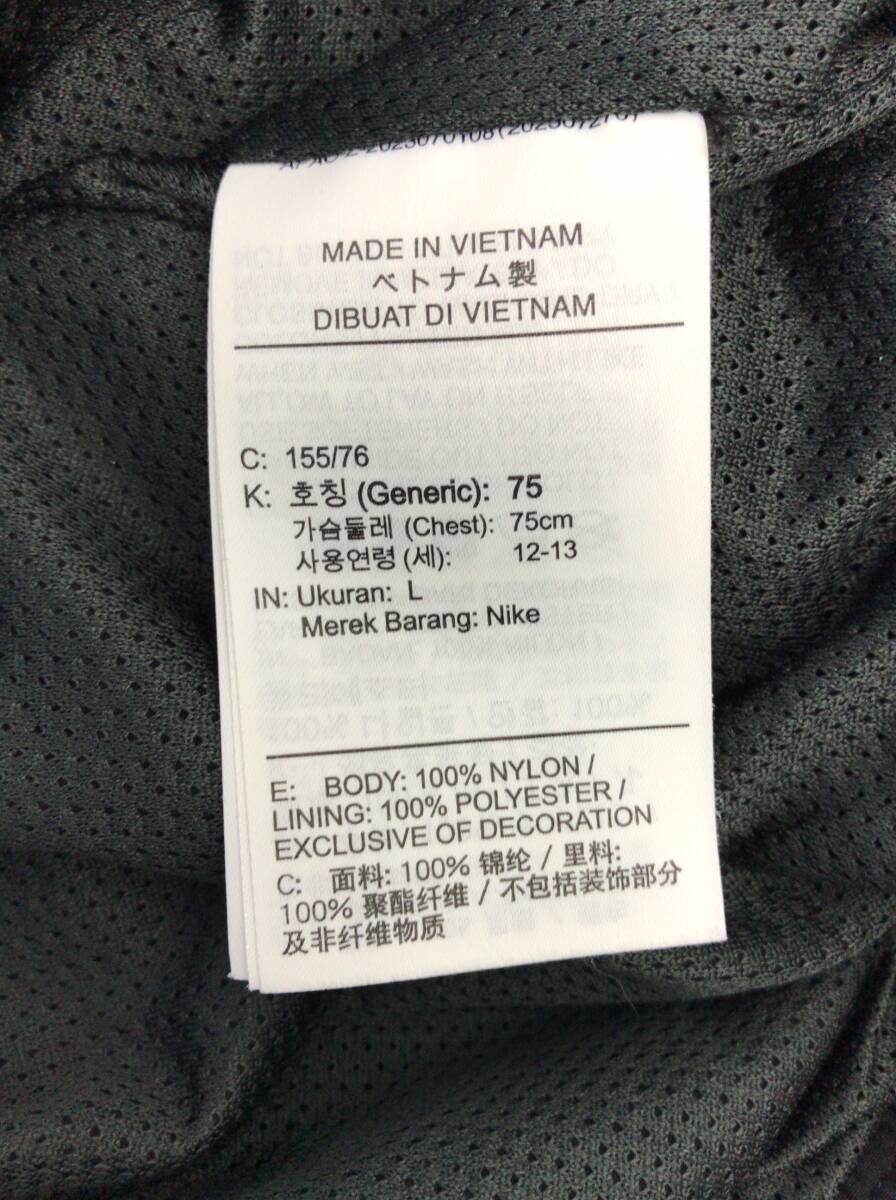 MADE IN VIETNAM
ベトナム製
DIBUAT DI VIETNAM
C: 155/76
K: 호칭 (Generic): 75
가슴둘레 (Chest): 75cm
사용연령 (세): 12-13
IN: Ukuran: L
Merek Barang: Nike
E: BODY: 100% NYLON /
LINING: 100% POLYESTER /
EXCLUSIVE OF DECORATION
C: 面料: 100% 锦纶 / 里料:
100% 聚酯纤维 / 不包括装饰部分
及非纤维物质